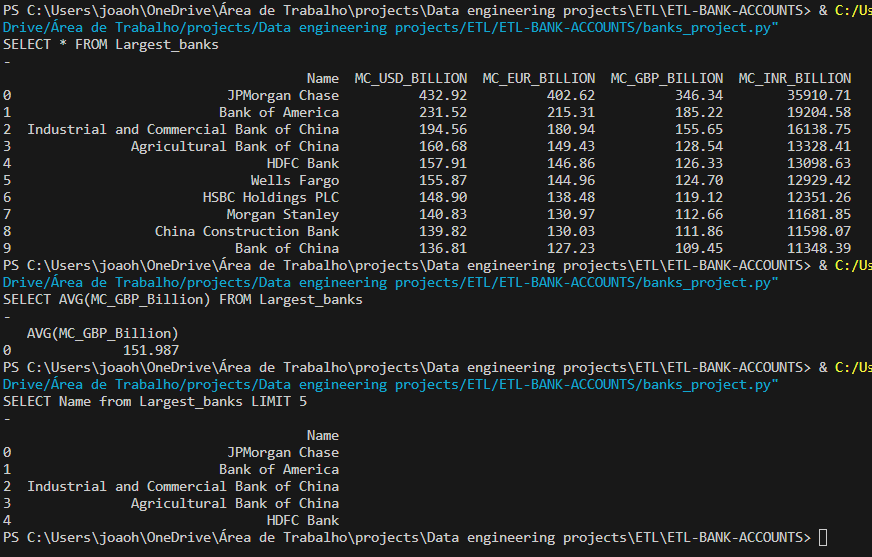 PS C:\Users\joaoh\OneDrive\Área de Trabalho\projects\Data engineering projects\ETL\ETL-BANK-ACCOUNTS> & C:/Us
Drive/Área de Trabalho/projects/Data engineering projects/ETL/ETL-BANK-ACCOUNTS/banks_project.py"
SELECT * FROM Largest_banks
-
Name MC_USD_BILLION MC_EUR_BILLION MC_GBP_BILLION MC_INR_BILLION
0 JPMorgan Chase 432.92 402.62 346.34 35910.71
1 Bank of America 231.52 215.31 185.22 19204.58
2 Industrial and Commercial Bank of China 194.56 180.94 155.65 16138.75
3 Agricultural Bank of China 160.68 149.43 128.54 13328.41
4 HDFC Bank 157.91 146.86 126.33 13098.63
5 Wells Fargo 155.87 144.96 124.70 12929.42
6 HSBC Holdings PLC 148.90 138.48 119.12 12351.26
7 Morgan Stanley 140.83 130.97 112.66 11681.85
8 China Construction Bank 139.82 130.03 111.86 11598.07
9 Bank of China 136.81 127.23 109.45 11348.39
PS C:\Users\joaoh\OneDrive\Área de Trabalho\projects\Data engineering projects\ETL\ETL-BANK-ACCOUNTS> & C:/Us
Drive/Área de Trabalho/projects/Data engineering projects/ETL/ETL-BANK-ACCOUNTS/banks_project.py"
SELECT AVG(MC_GBP_Billion) FROM Largest_banks
-
AVG(MC_GBP_Billion)
0 151.987
PS C:\Users\joaoh\OneDrive\Área de Trabalho\projects\Data engineering projects\ETL\ETL-BANK-ACCOUNTS> & C:/Us
Drive/Área de Trabalho/projects/Data engineering projects/ETL/ETL-BANK-ACCOUNTS/banks_project.py"
SELECT Name from Largest_banks LIMIT 5
-
Name
0 JPMorgan Chase
1 Bank of America
2 Industrial and Commercial Bank of China
3 Agricultural Bank of China
4 HDFC Bank
PS C:\Users\joaoh\OneDrive\Área de Trabalho\projects\Data engineering projects\ETL\ETL-BANK-ACCOUNTS>